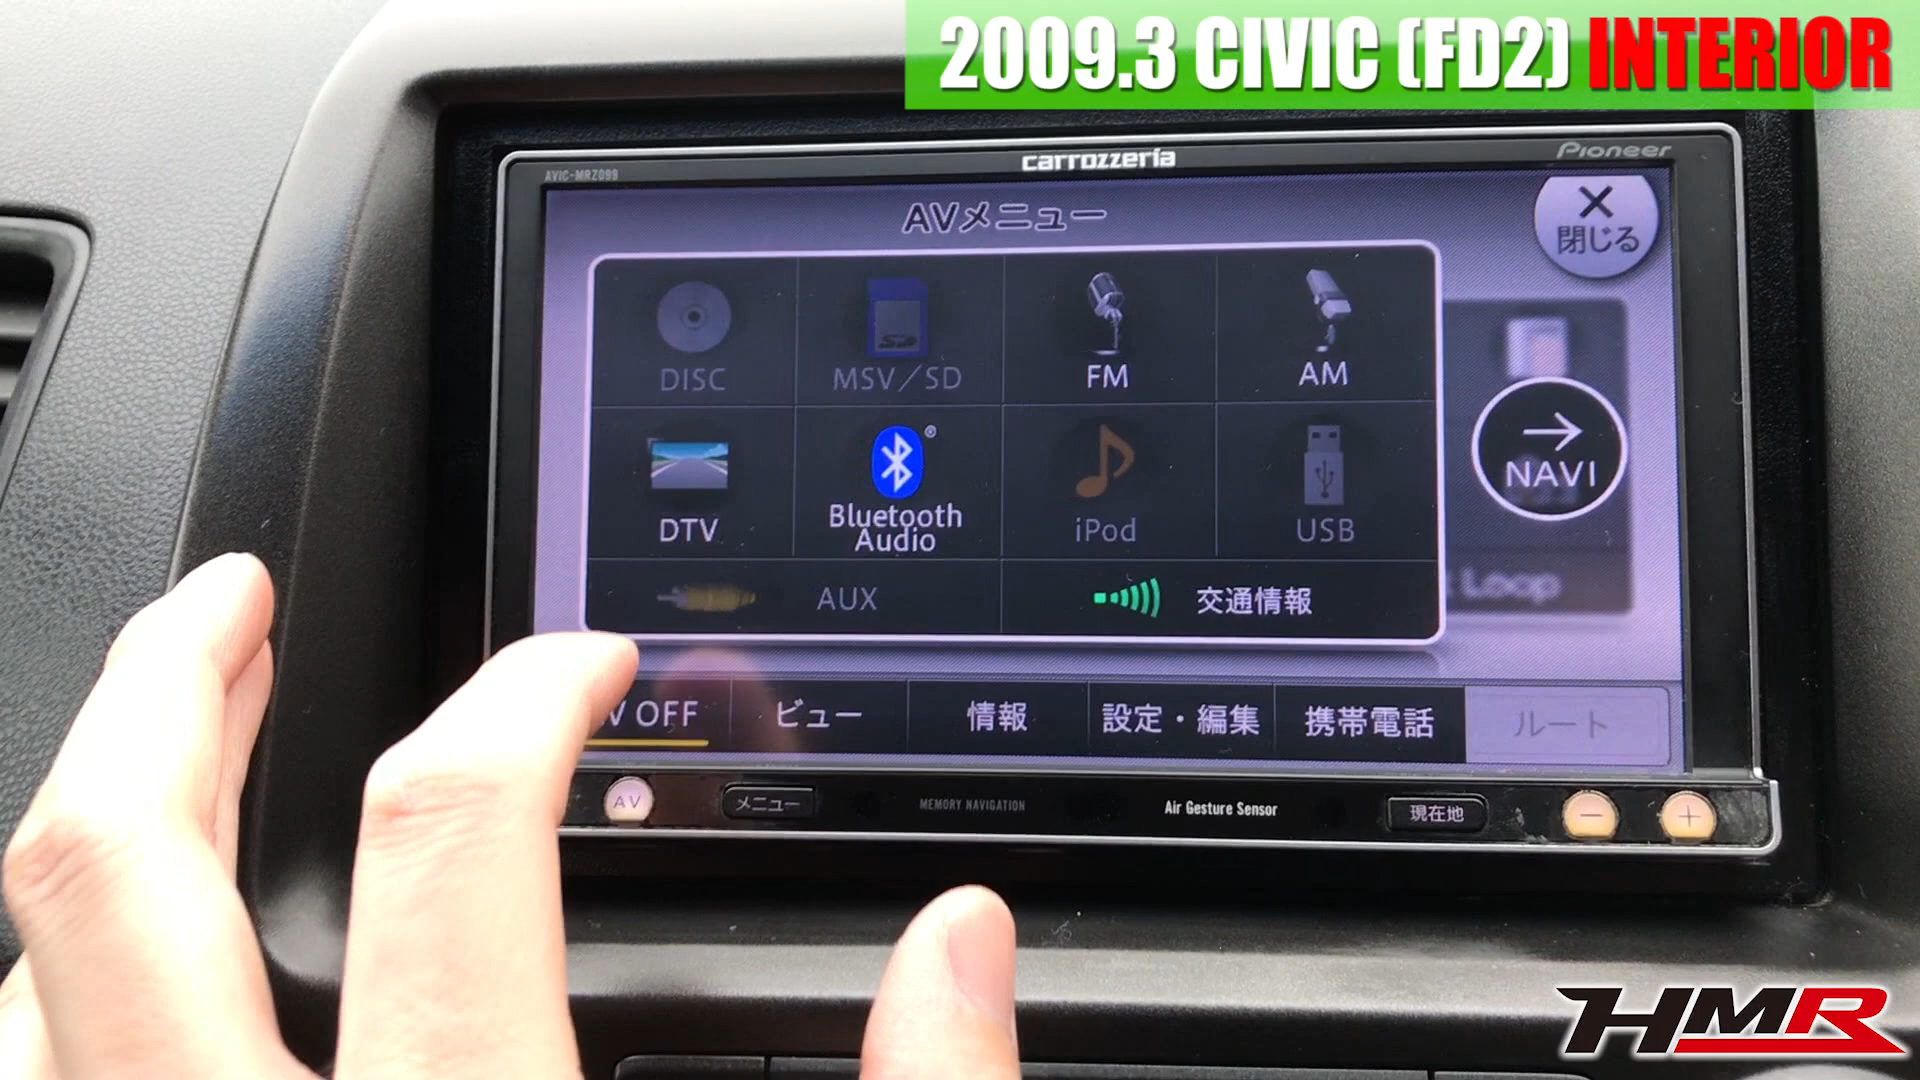 2009.3 CIVIC (FD2) INTERIOR
carrozzeria
Pioneer
AVIC-MRZ099
AVメニュー
×
閉じる
DISC
MSV／SD
FM
AM
→
NAVI
DTV
Bluetooth
Audio
iPod
USB
AUX
交通情報
Loop
V OFF
ビュー
情報
設定・編集
携帯電話
ルート
AV
メニュー
MEMORY NAVIGATION
Air Gesture Sensor
現在地
−
+
HMR